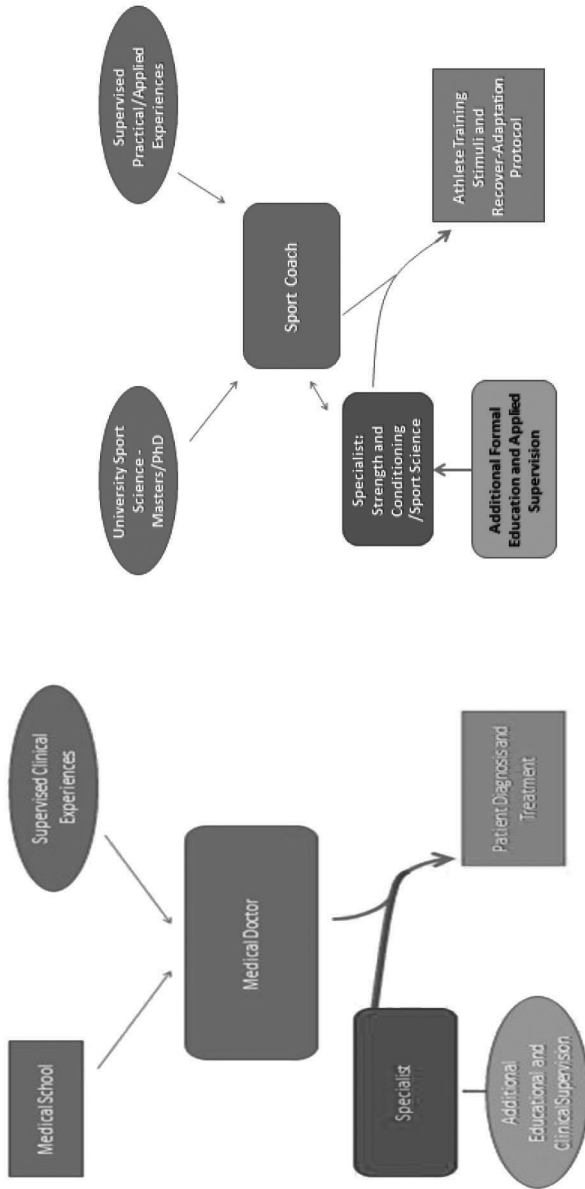 Medical School
Supervised Clinical
Experiences
Medical Doctor
Specialist
Additional
Educational and
Clinical Supervision
Patient Diagnosis and
Treatment
University Sport
Science -
Masters/PhD
Supervised
Practical/Applied
Experiences
Sport Coach
Specialist:
Strength and
Conditioning
/Sport Science
Additional Formal
Education and Applied
Supervision
Athlete Training
Stimuli and
Recover-Adaptation
Protocol